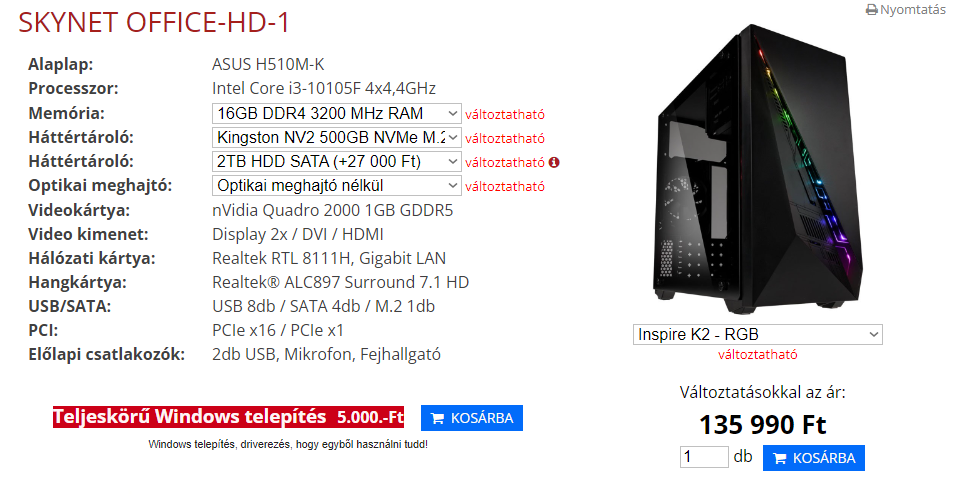 SKYNET OFFICE-HD-1
Nyomtatás
Alaplap: ASUS H510M-K
Processzor: Intel Core i3-10105F 4x4,4GHz
Memória: 16GB DDR4 3200 MHz RAM változtatható
Háttértároló: Kingston NV2 500GB NVMe M.2 változtatható
Háttértároló: 2TB HDD SATA (+27 000 Ft) változtatható
Optikai meghajtó: Optikai meghajtó nélkül változtatható
Videokártya: nVidia Quadro 2000 1GB GDDR5
Video kimenet: Display 2x / DVI / HDMI
Hálózati kártya: Realtek RTL 8111H, Gigabit LAN
Hangkártya: Realtek® ALC897 Surround 7.1 HD
USB/SATA: USB 8db / SATA 4db / M.2 1db
PCI: PCIe x16 / PCIe x1
Előlapi csatlakozók: 2db USB, Mikrofon, Fejhallgató
Teljeskörű Windows telepítés 5.000.-Ft KOSÁRBA
Windows telepítés, driverezés, hogy egyből használni tudd!
Inspire K2 - RGB
változtatható
Változtatásokkal az ár:
135 990 Ft
1 db KOSÁRBA